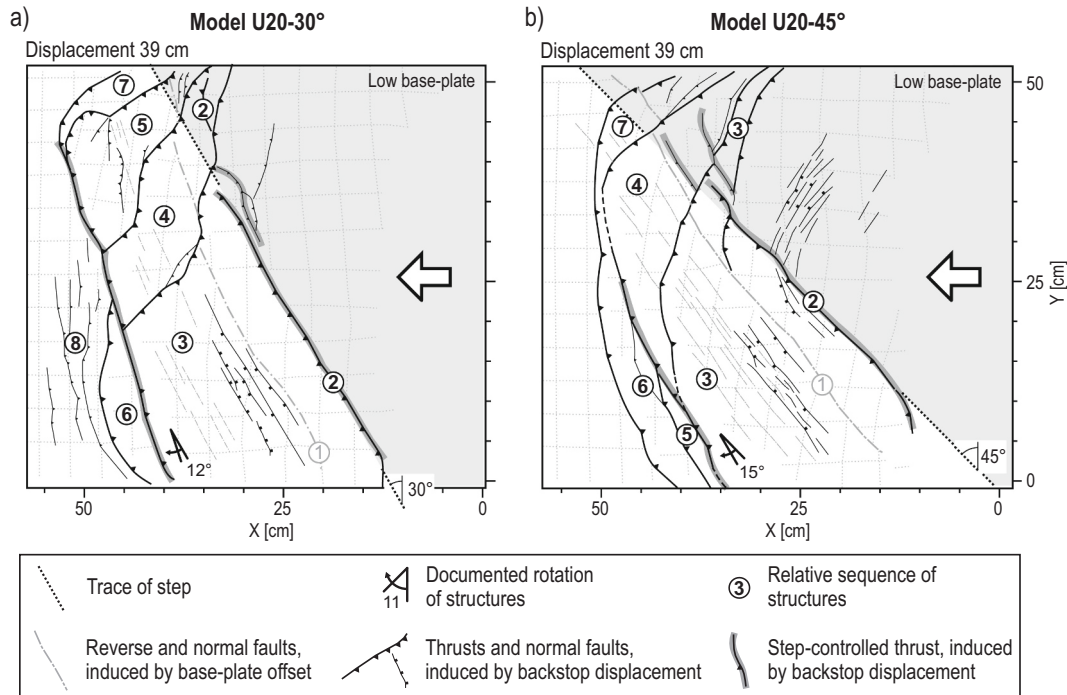 a)
Model U20-30°
Displacement 39 cm
Low base-plate
7
5
2
4
3
8
2
6
1
12°
30°
50
25
0
X [cm]
b)
Model U20-45°
Displacement 39 cm
Low base-plate
50
7
3
4
25
2
Y [cm]
3
1
6
5
15°
45°
0
50
25
0
X [cm]
Trace of step
11
Documented rotation
of structures
3
Relative sequence of
structures
Reverse and normal faults,
induced by base-plate offset
Thrusts and normal faults,
induced by backstop displacement
Step-controlled thrust, induced
by backstop displacement